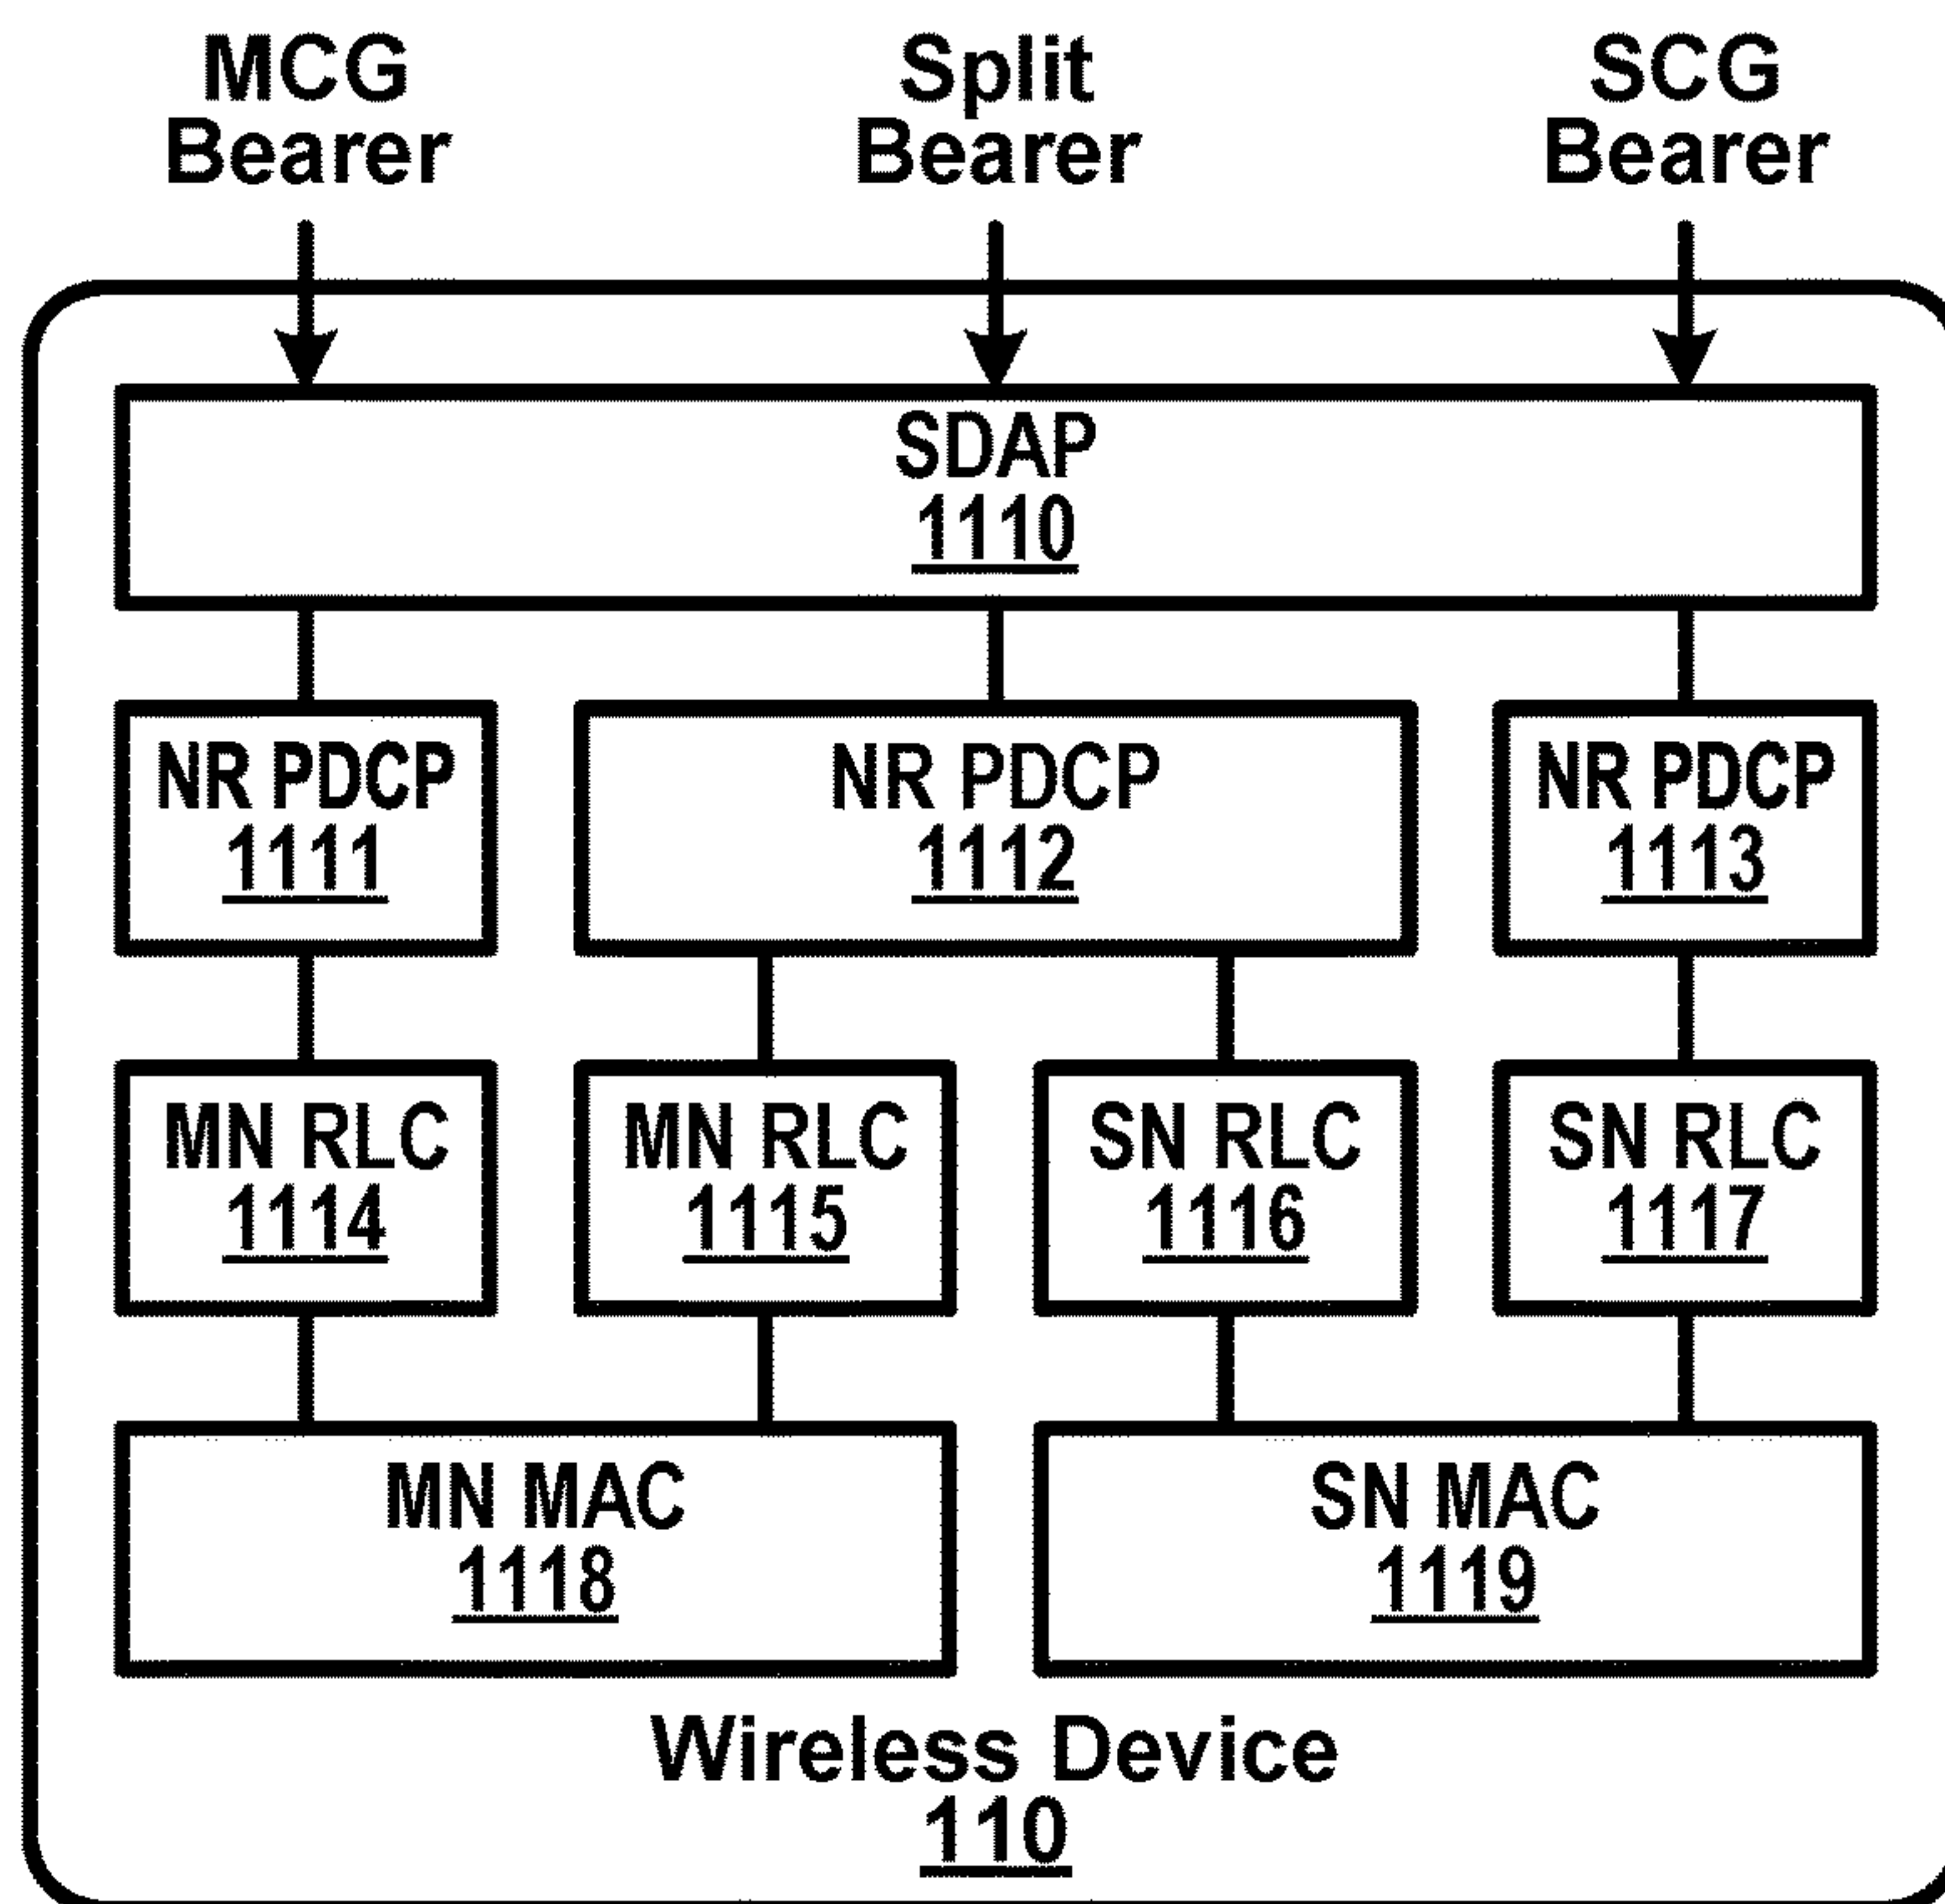 MCG
Bearer
Split
Bearer
SCG
Bearer
SDAP
1110
NR PDCP
1111
NR PDCP
1112
NR PDCP
1113
MN RLC
1114
MN RLC
1115
SN RLC
1116
SN RLC
1117
MN MAC
1118
SN MAC
1119
Wireless Device
110